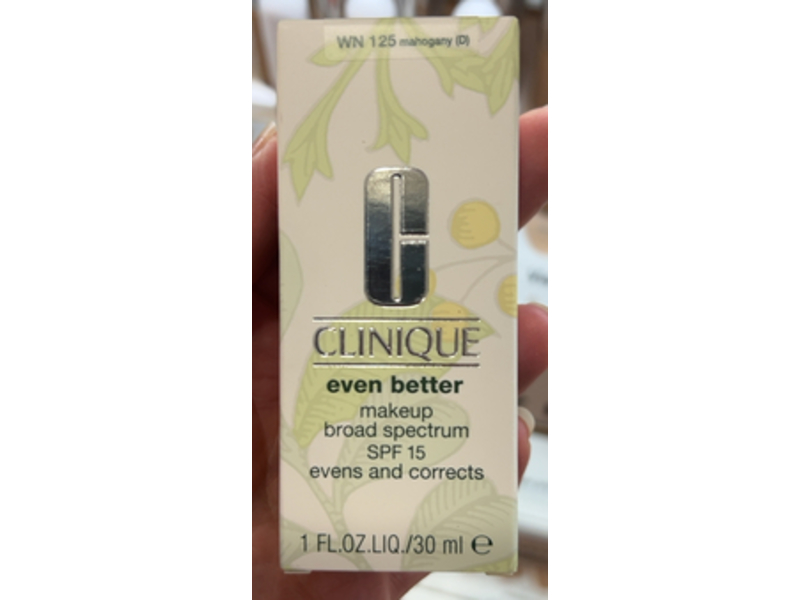 WN 125 mahogany (D)
CLINIQUE
even better
makeup
broad spectrum
SPF 15
evens and corrects
1 FL.OZ.LIQ./30 ml ℮